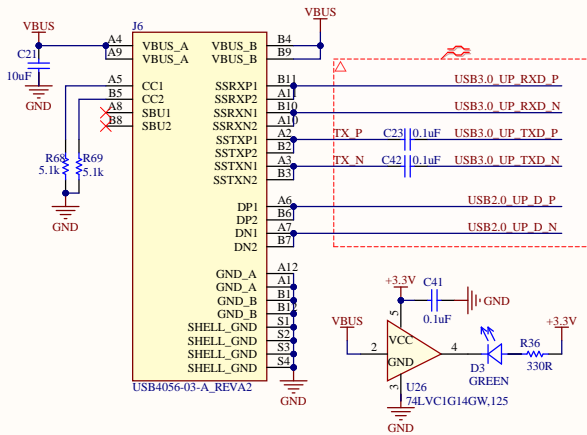 VBUS
C21
10uF
GND
J6
A4 VBUS_A VBUS_B B4
A9 VBUS_A VBUS_B B9
A5 CC1 SSRXP1 B11
B5 CC2 SSRXP2 A11
A8 SBU1 SSRXN1 B10
B8 SBU2 SSRXN2 A10
SSTXP1 A2
SSTXP2 B2
SSTXN1 A3
SSTXN2 B3
DP1 A6
DP2 B6
DN1 A7
DN2 B7
GND_A A12
GND_A A1
GND_B B1
GND_B B12
SHELL_GND S1
SHELL_GND S2
SHELL_GND S3
SHELL_GND S4
USB4056-03-A_REVA2
R68
5.1k
R69
5.1k
GND
VBUS
GND
USB3.0_UP_RXD_P
USB3.0_UP_RXD_N
TX_P C23 0.1uF USB3.0_UP_TXD_P
TX_N C42 0.1uF USB3.0_UP_TXD_N
USB2.0_UP_D_P
USB2.0_UP_D_N
+3.3V
C41
0.1uF
GND
VBUS
2
5
VCC
GND
3
4
U26
74LVC1G14GW,125
GND
D3
GREEN
R36
330R
+3.3V